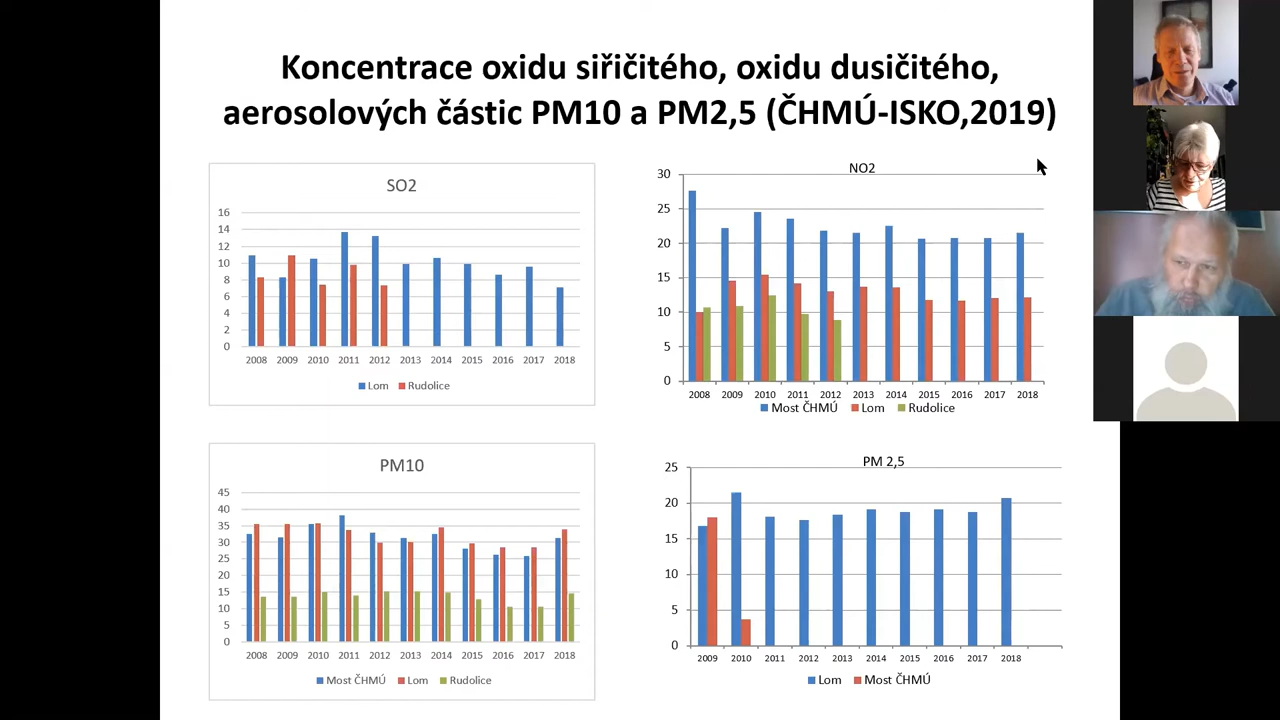 Koncentrace oxidu siřičitého, oxidu dusičitého,
aerosolových částic PM10 a PM2,5 (ČHMÚ-ISKO,2019)
SO2
16
14
12
10
8
6
4
2
0
2008 2009 2010 2011 2012 2013 2014 2015 2016 2017 2018
Lom Rudolice
NO2
30
25
20
15
10
5
0
2008 2009 2010 2011 2012 2013 2014 2015 2016 2017 2018
Most ČHMÚ Lom Rudolice
PM10
45
40
35
30
25
20
15
10
5
0
2008 2009 2010 2011 2012 2013 2014 2015 2016 2017 2018
Most ČHMÚ Lom Rudolice
PM 2,5
25
20
15
10
5
0
2009 2010 2011 2012 2013 2014 2015 2016 2017 2018
Lom Most ČHMÚ